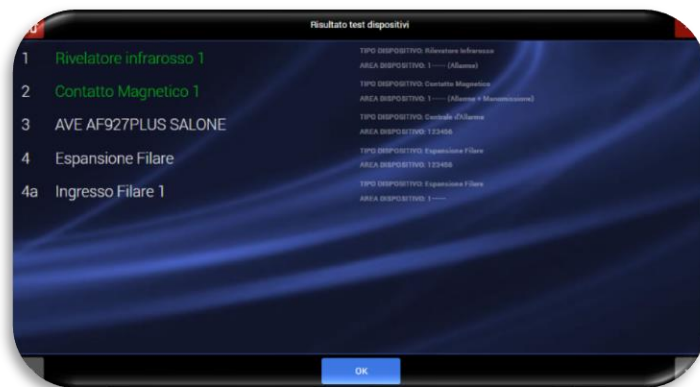 Risultato test dispositivi
1 Rivelatore infrarosso 1
TIPO DISPOSITIVO: Rilevatore Infrarosso
AREA DISPOSITIVO: 1----- (Allarme)
2 Contatto Magnetico 1
TIPO DISPOSITIVO: Contatto Magnetico
AREA DISPOSITIVO: 1----- (Allarme + Manomissione)
3 AVE AF927PLUS SALONE
TIPO DISPOSITIVO: Centrale d'Allarme
AREA DISPOSITIVO: 123456
4 Espansione Filare
TIPO DISPOSITIVO: Espansione Filare
AREA DISPOSITIVO: 123456
4a Ingresso Filare 1
TIPO DISPOSITIVO: Espansione Filare
AREA DISPOSITIVO: 1-----
OK